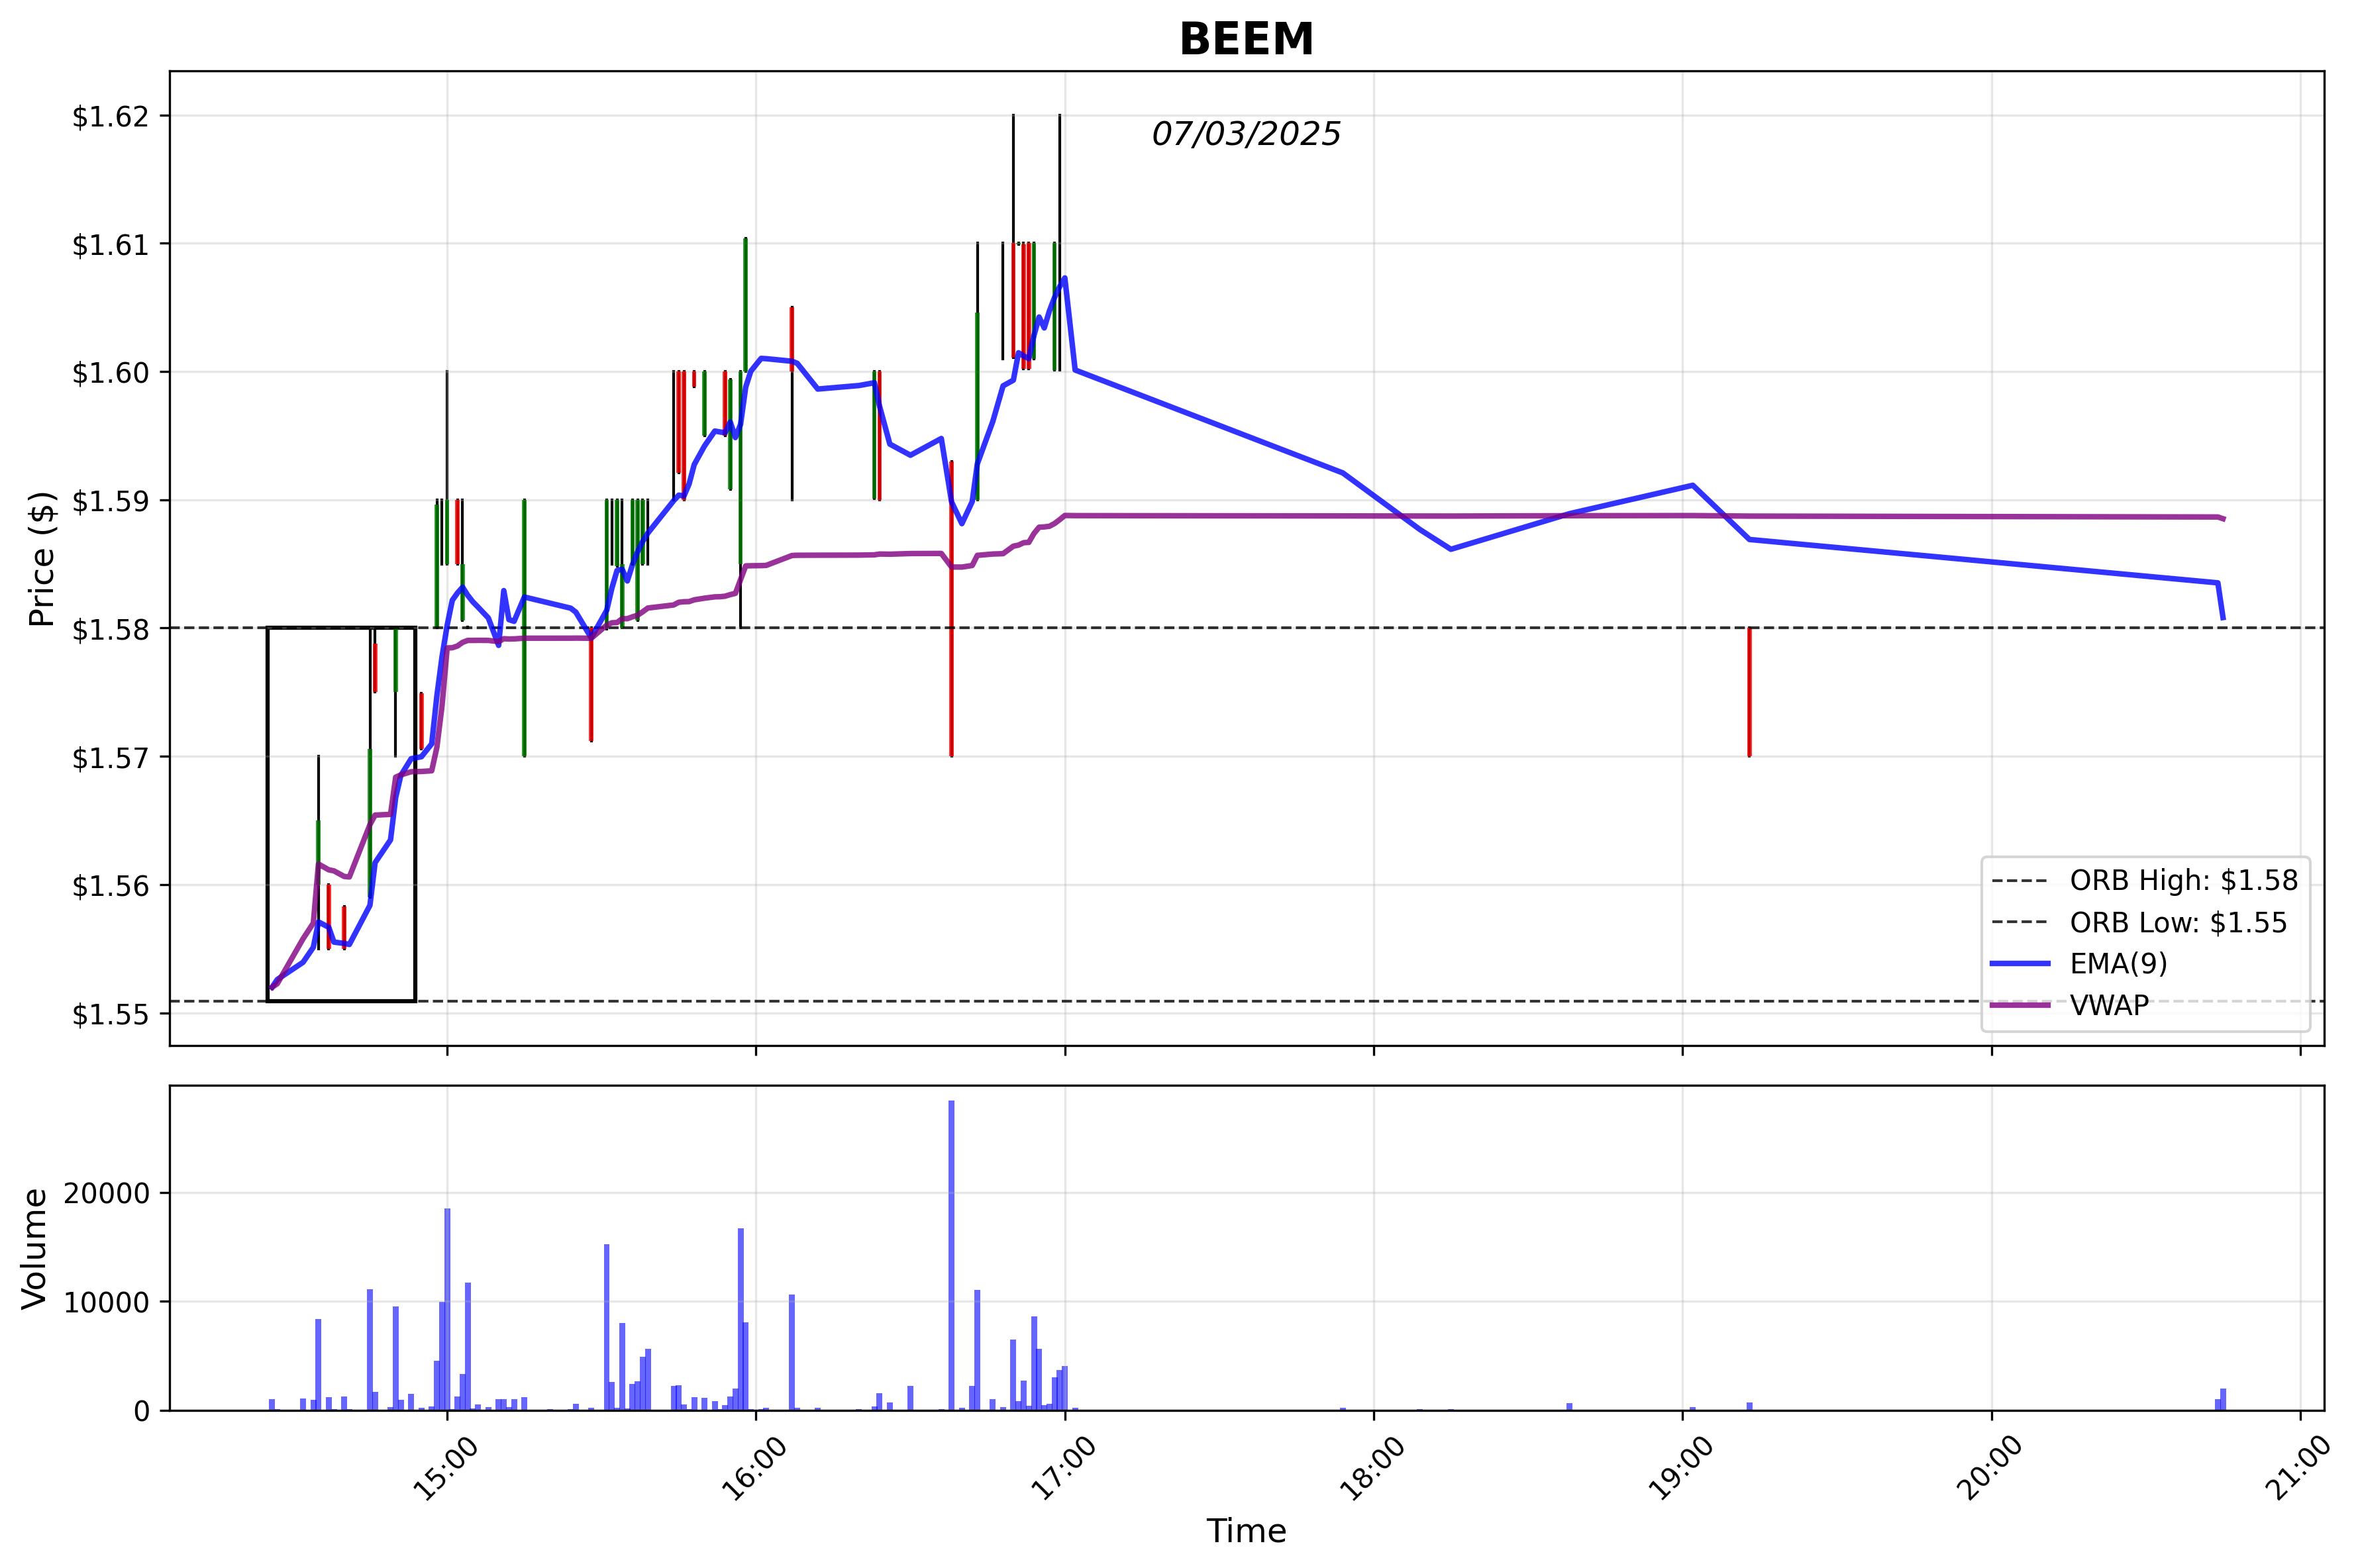 BEEM
07/03/2025
Price ($)
$1.62
$1.61
$1.60
$1.59
$1.58
$1.57
$1.56
$1.55
ORB High: $1.58
ORB Low: $1.55
EMA(9)
VWAP
Volume
20000
10000
0
15:00
16:00
17:00
18:00
19:00
20:00
21:00
Time